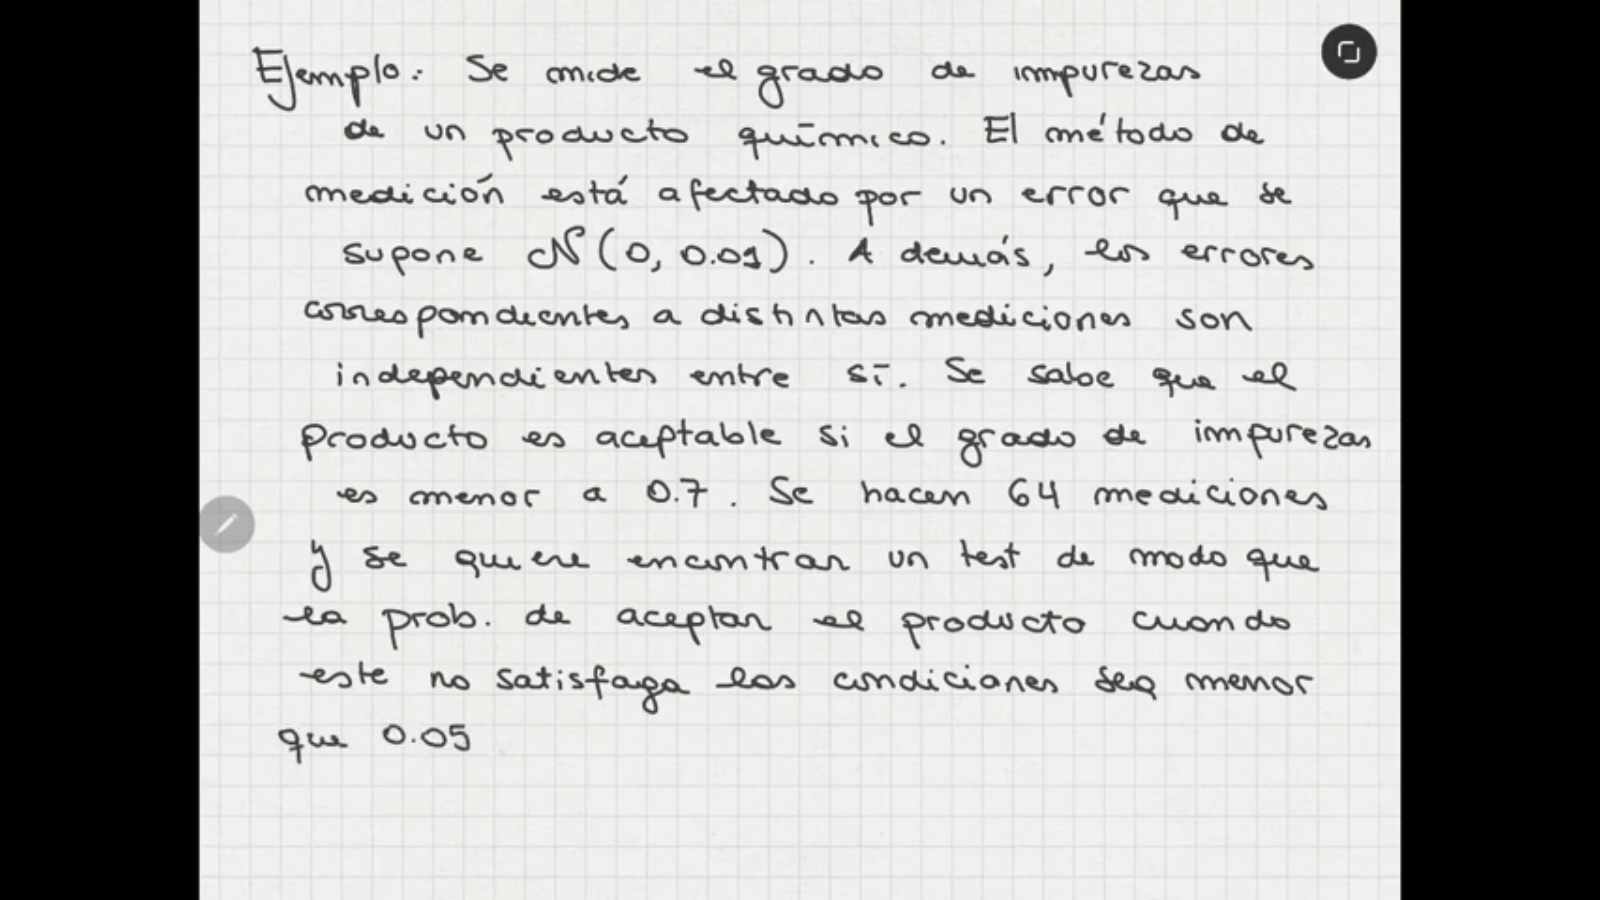 Ejemplo: Se mide el grado de impurezas
de un producto químico. El método de
medición está afectado por un error que se
supone N(0, 0.01). Además, los errores
correspondientes a distintas mediciones son
independientes entre sí. Se sabe que el
producto es aceptable si el grado de impurezas
es menor a 0.7. Se hacen 64 mediciones
y se quiere encontrar un test de modo que
la prob. de aceptar el producto cuando
este no satisfaga las condiciones sea menor
que 0.05